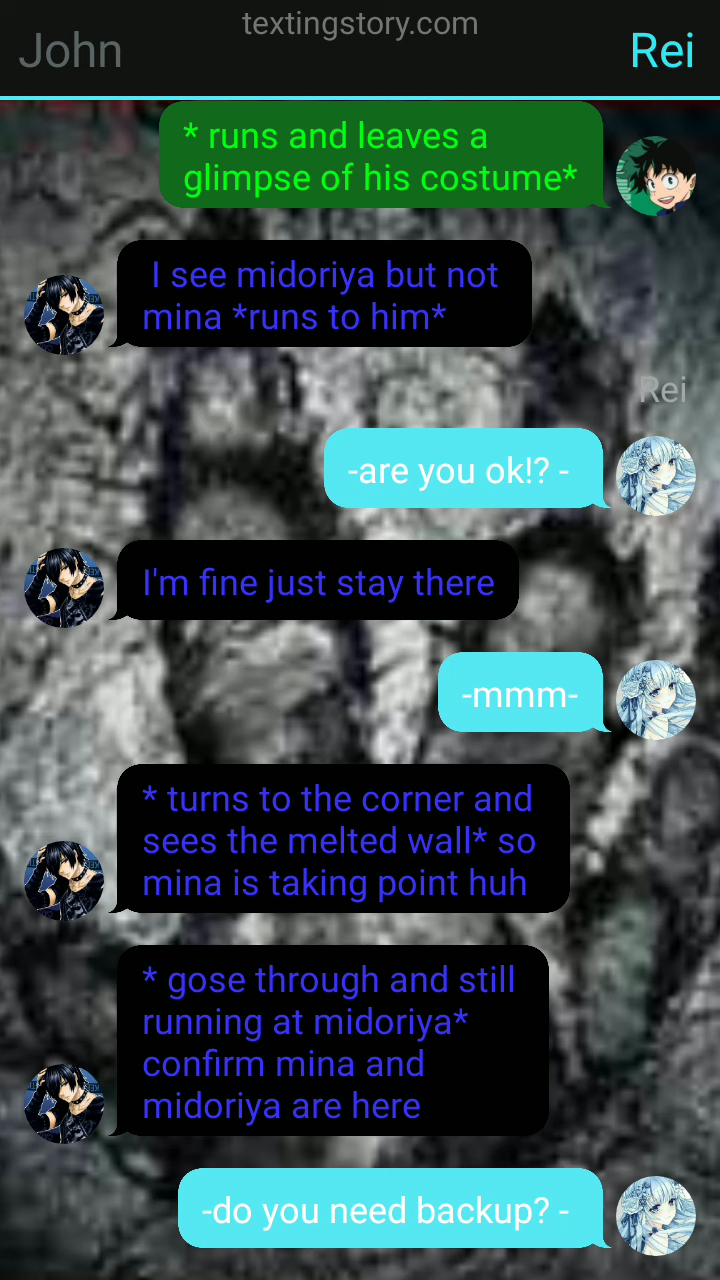 textingstory.com
John
Rei
* runs and leaves a
glimpse of his costume*
I see midoriya but not
mina *runs to him*
Rei
-are you ok!? -
I'm fine just stay there
-mmm-
* turns to the corner and
sees the melted wall* so
mina is taking point huh
* gose through and still
running at midoriya*
confirm mina and
midoriya are here
-do you need backup? -